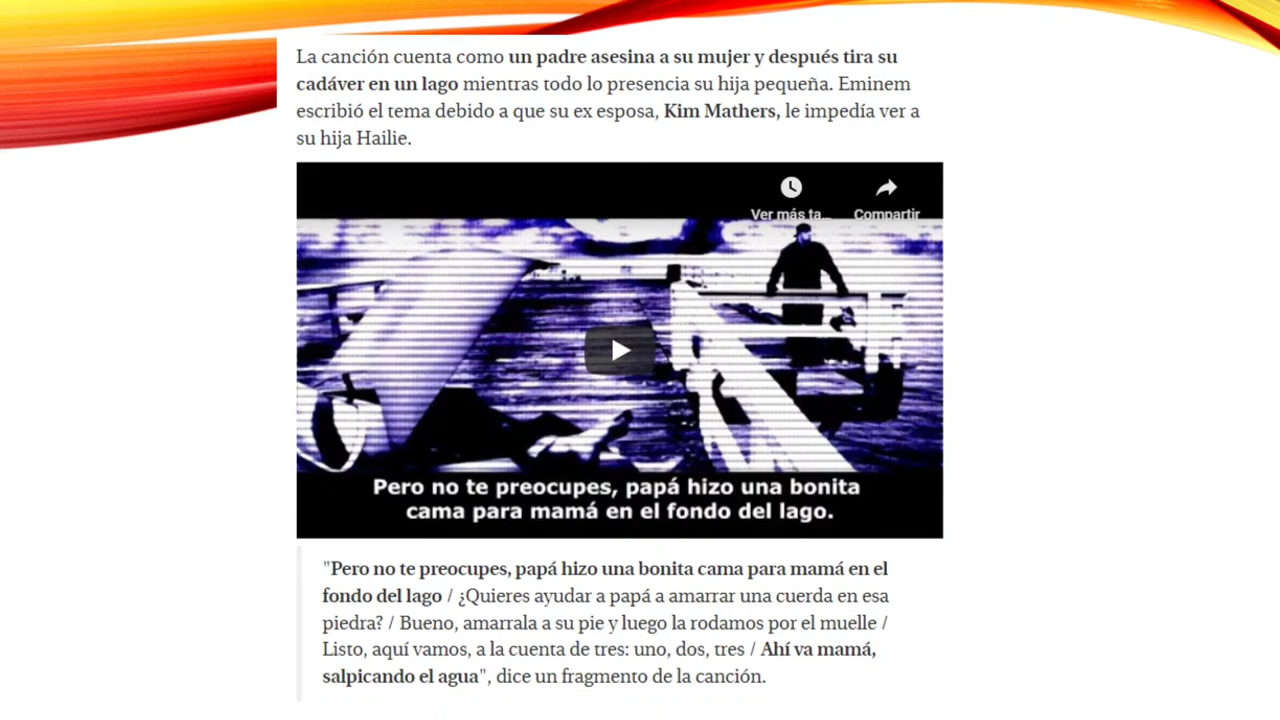 La canción cuenta como un padre asesina a su mujer y después tira su
cadáver en un lago mientras todo lo presencia su hija pequeña. Eminem
escribió el tema debido a que su ex esposa, Kim Mathers, le impedía ver a
su hija Hailie.
Ver más ta...
Compartir
Pero no te preocupes, papá hizo una bonita
cama para mamá en el fondo del lago.
"Pero no te preocupes, papá hizo una bonita cama para mamá en el
fondo del lago / ¿Quieres ayudar a papá a amarrar una cuerda en esa
piedra? / Bueno, amarrala a su pie y luego la rodamos por el muelle /
Listo, aquí vamos, a la cuenta de tres: uno, dos, tres / Ahí va mamá,
salpicando el agua", dice un fragmento de la canción.